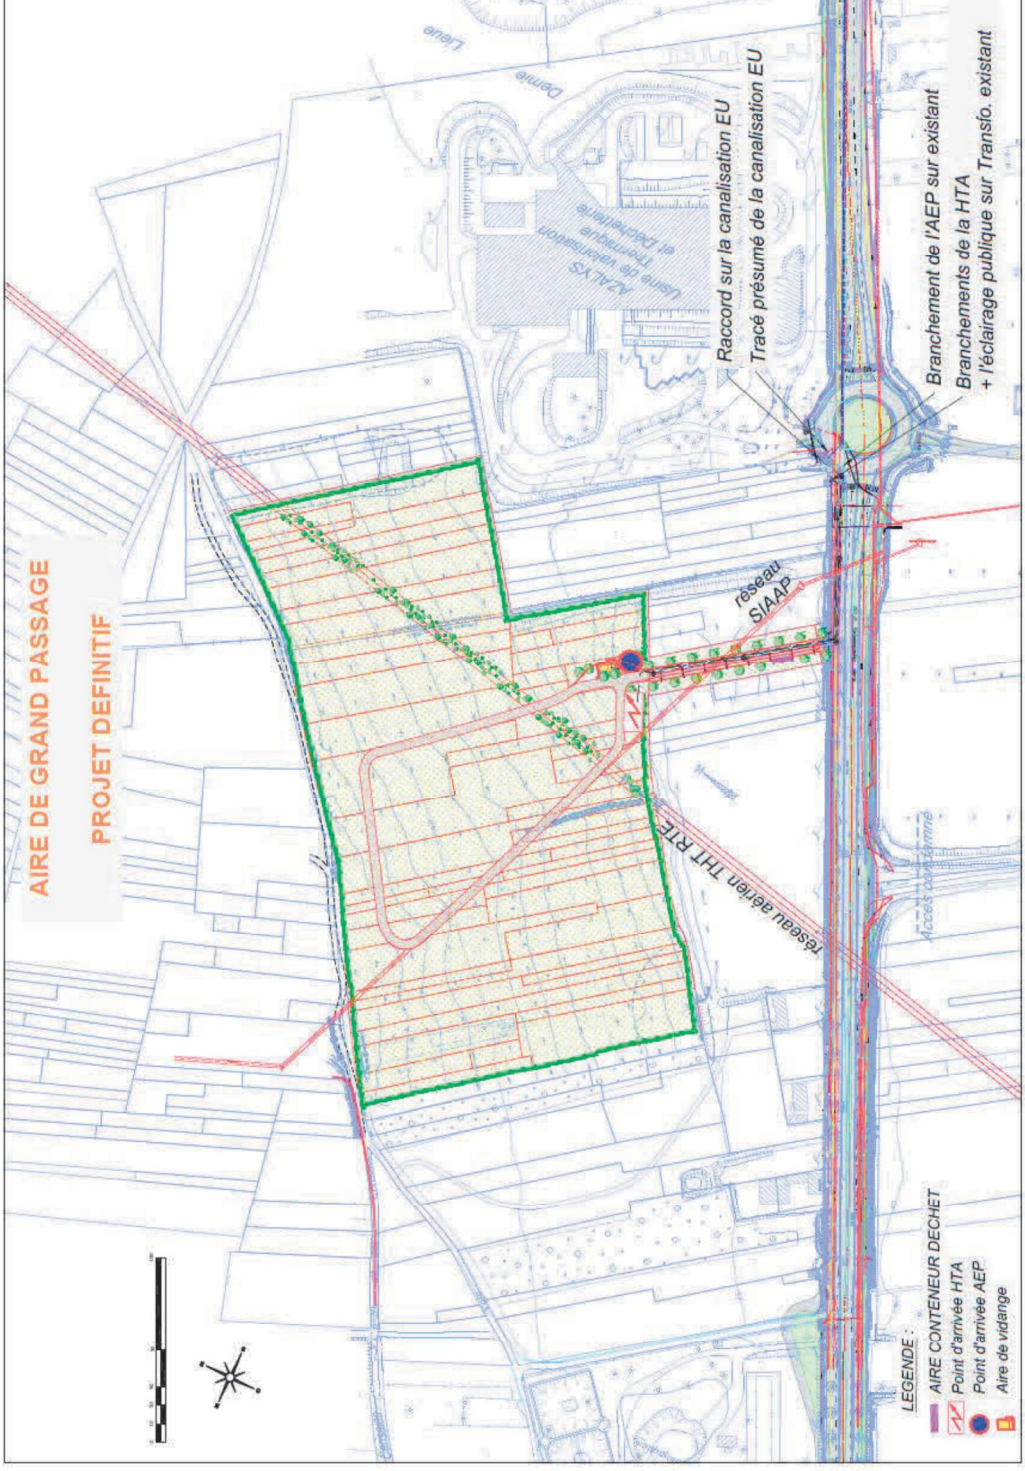 AIRE DE GRAND PASSAGE
PROJET DEFINITIF
Demie
Lieue
AZALYS
Usine de valorisation
Thermique
et Déchetterie
Raccord sur la canalisation EU
Tracé présumé de la canalisation EU
réseau
SIAAP
réseau aérien THT RTE
Accès condamné
Branchement de l'AEP sur existant
Branchements de la HTA
+ l'éclairage publique sur Transfo. existant
LEGENDE :
AIRE CONTENEUR DECHET
Point d'arrivée HTA
Point d'arrivée AEP
Aire de vidange